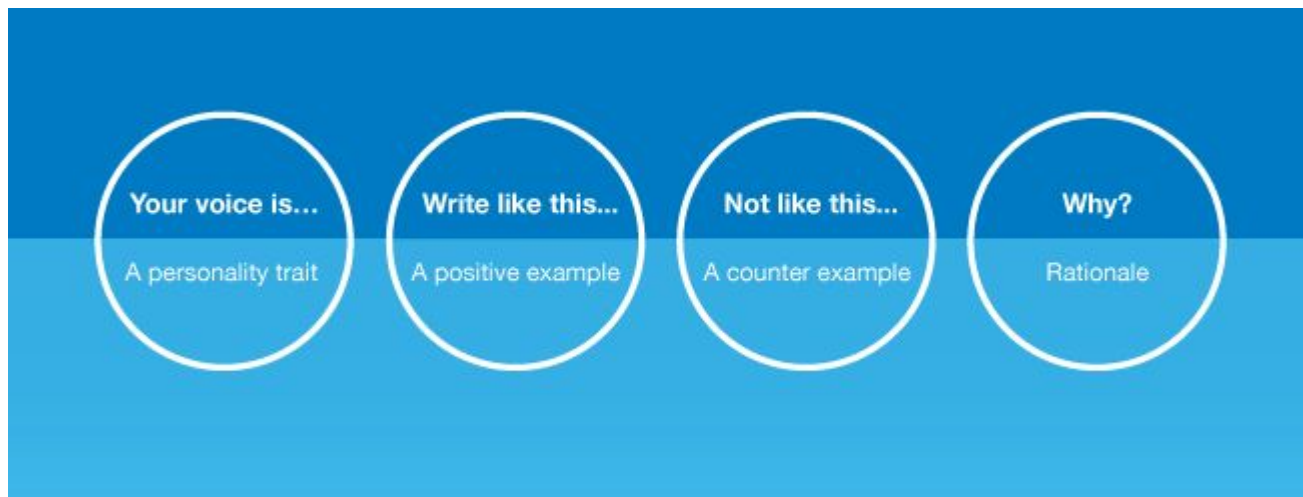 Your voice is…
A personality trait
Write like this...
A positive example
Not like this...
A counter example
Why?
Rationale